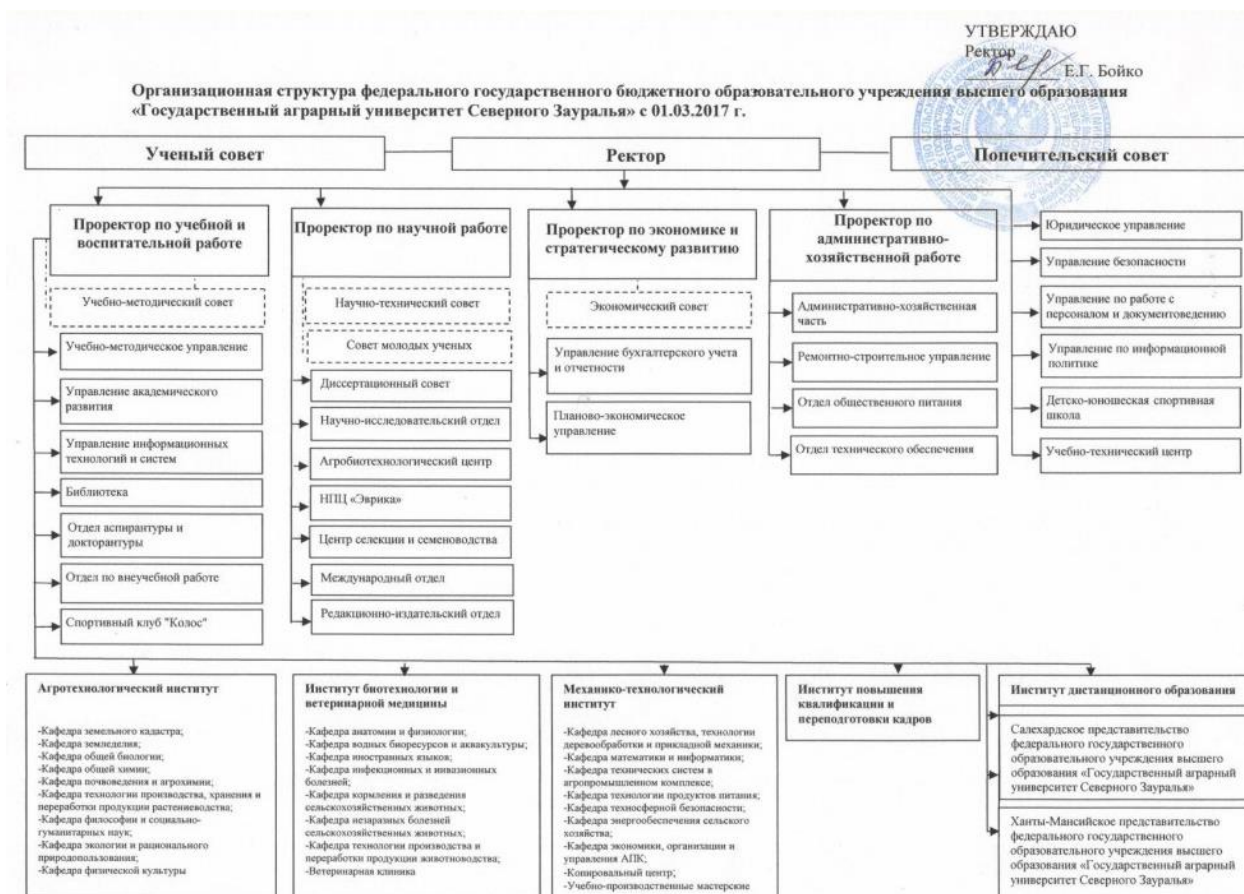 УТВЕРЖДАЮ
Ректор
Е.Г. Бойко
Организационная структура федерального государственного бюджетного образовательного учреждения высшего образования
«Государственный аграрный университет Северного Зауралья» с 01.03.2017 г.
Ученый совет
Ректор
Попечительский совет
Проректор по учебной и
воспитательной работе
Учебно-методический совет
Учебно-методическое управление
Управление академического
развития
Управление информационных
технологий и систем
Библиотека
Отдел аспирантуры и
докторантуры
Отдел по внеучебной работе
Спортивный клуб "Колос"
Проректор по научной работе
Научно-технический совет
Совет молодых ученых
Диссертационный совет
Научно-исследовательский отдел
Агробиотехнологический центр
НПЦ «Эврика»
Центр селекции и семеноводства
Международный отдел
Редакционно-издательский отдел
Проректор по экономике и
стратегическому развитию
Экономический совет
Управление бухгалтерского учета
и отчетности
Планово-экономическое
управление
Проректор по
административно-
хозяйственной работе
Административно-хозяйственная
часть
Ремонтно-строительное управление
Отдел общественного питания
Отдел технического обеспечения
Юридическое управление
Управление безопасности
Управление по работе с
персоналом и документоведению
Управление по информационной
политике
Детско-юношеская спортивная
школа
Учебно-технический центр
Агротехнологический институт
-Кафедра земельного кадастра;
-Кафедра земледелия;
-Кафедра общей биологии;
-Кафедра общей химии;
-Кафедра почвоведения и агрохимии;
-Кафедра технологии производства, хранения и
переработки продукции растениеводства;
-Кафедра философии и социально-
гуманитарных наук;
-Кафедра экологии и рационального
природопользования;
-Кафедра физической культуры
Институт биотехнологии и
ветеринарной медицины
-Кафедра анатомии и физиологии;
-Кафедра водных биоресурсов и аквакультуры;
-Кафедра иностранных языков;
-Кафедра инфекционных и инвазионных
болезней;
-Кафедра кормления и разведения
сельскохозяйственных животных;
-Кафедра незаразных болезней
сельскохозяйственных животных;
-Кафедра технологии производства и
переработки продукции животноводства;
-Ветеринарная клиника
Механико-технологический
институт
-Кафедра лесного хозяйства, технологии
деревообработки и прикладной механики;
-Кафедра математики и информатики;
-Кафедра технических систем в
агропромышленном комплексе;
-Кафедра технологии продуктов питания;
-Кафедра техносферной безопасности;
-Кафедра энергообеспечения сельского
хозяйства;
-Кафедра экономики, организации и
управления АПК;
-Копировальный центр;
-Учебно-производственные мастерские
Институт повышения
квалификации и
переподготовки кадров
Институт дистанционного образования
Салехардское представительство
федерального государственного
образовательного учреждения высшего
образования «Государственный аграрный
университет Северного Зауралья»
Ханты-Мансийское представительство
федерального государственного
образовательного учреждения высшего
образования «Государственный аграрный
университет Северного Зауралья»